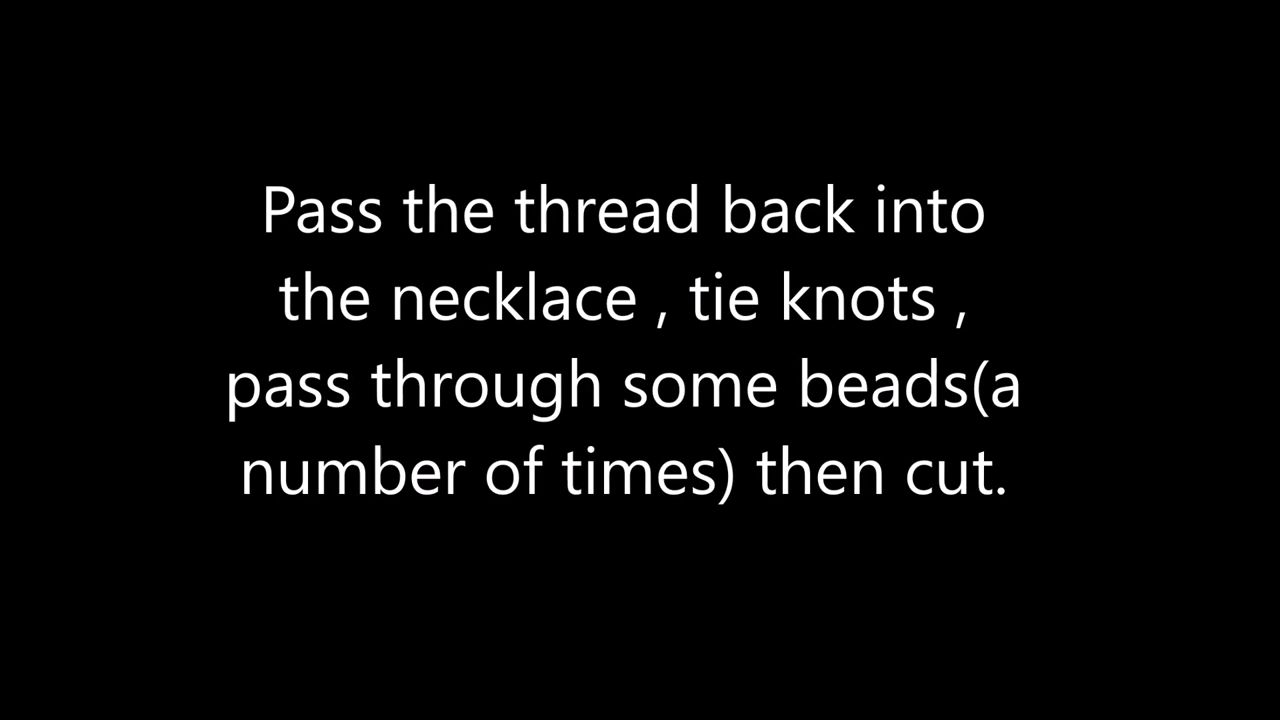 Pass the thread back into
the necklace , tie knots ,
pass through some beads(a
number of times) then cut.